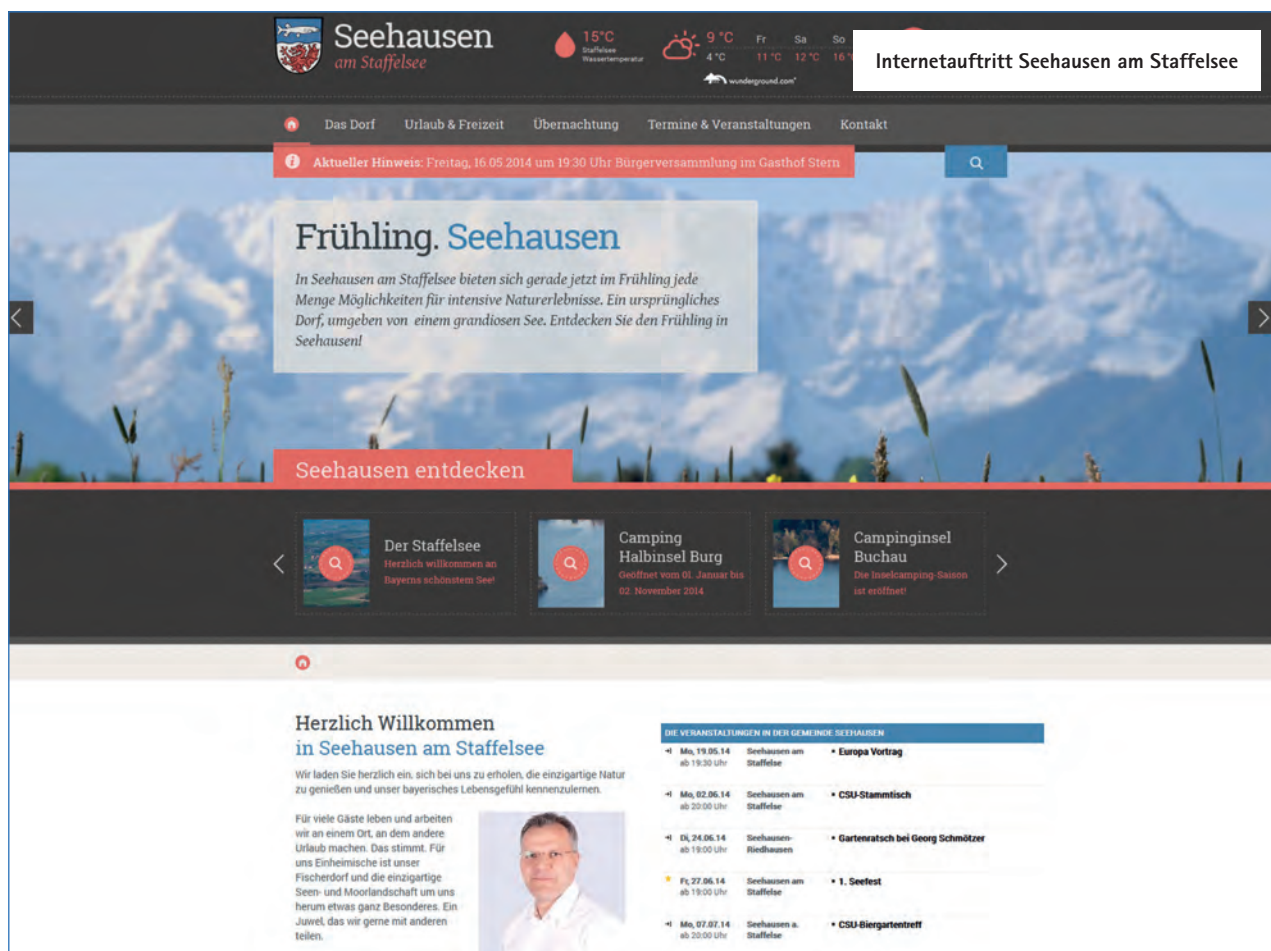 Seehausen
am Staffelsee
15°C
Staffelsee
Wassertemperatur
9 °C
4 °C
Fr Sa So
11 °C 12 °C 16 °C
wunderground.com®
Internetauftritt Seehausen am Staffelsee
Das Dorf Urlaub & Freizeit Übernachtung Termine & Veranstaltungen Kontakt
Aktueller Hinweis: Freitag, 16.05.2014 um 19:30 Uhr Bürgerversammlung im Gasthof Stern
Frühling. Seehausen
In Seehausen am Staffelsee bieten sich gerade jetzt im Frühling jede
Menge Möglichkeiten für intensive Naturerlebnisse. Ein ursprüngliches
Dorf, umgeben von einem grandiosen See. Entdecken Sie den Frühling in
Seehausen!
Seehausen entdecken
Der Staffelsee
Herzlich willkommen an
Bayerns schönstem See!
Camping
Halbinsel Burg
Geöffnet vom 01. Januar bis
02. November 2014
Campinginsel
Buchau
Die Inselcamping-Saison
ist eröffnet!
Herzlich Willkommen
in Seehausen am Staffelsee
Wir laden Sie herzlich ein, sich bei uns zu erholen, die einzigartige Natur
zu genießen und unser bayerisches Lebensgefühl kennenzulernen.
Für viele Gäste leben und arbeiten
wir an einem Ort, an dem andere
Urlaub machen. Das stimmt. Für
uns Einheimische ist unser
Fischerdorf und die einzigartige
Seen- und Moorlandschaft um uns
herum etwas ganz Besonderes. Ein
Juwel, das wir gerne mit anderen
teilen.
DIE VERANSTALTUNGEN IN DER GEMEINDE SEEHAUSEN
Mo, 19.05.14 Seehausen am • Europa Vortrag
ab 19:30 Uhr Staffelse
Mo, 02.06.14 Seehausen am • CSU-Stammtisch
ab 20:00 Uhr Staffelse
Di, 24.06.14 Seehausen- • Gartenratsch bei Georg Schmötzer
ab 19:00 Uhr Riedhausen
Fr, 27.06.14 Seehausen am • 1. Seefest
ab 19:00 Uhr Staffelse
Mo, 07.07.14 Seehausen a. • CSU-Biergartentreff
ab 20:00 Uhr Staffelse